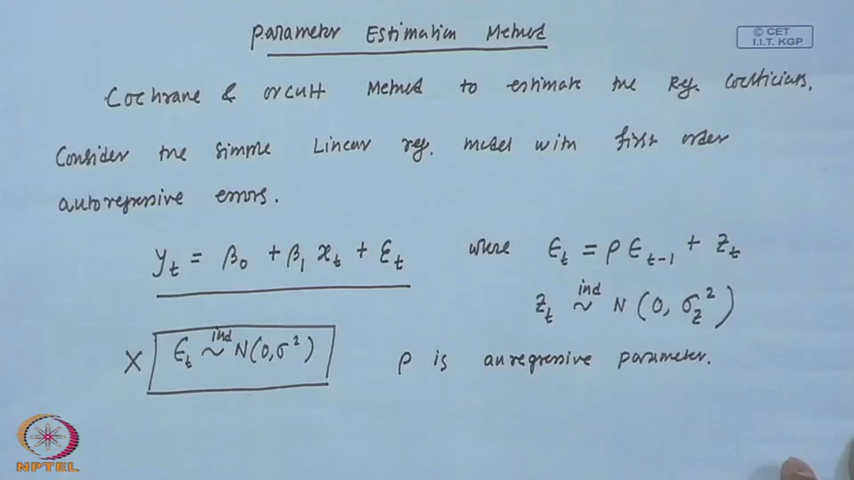 Parameter Estimation Method
© CET
I.I.T. KGP
Cochrane & Orcutt Method to estimate the Reg. Coefficients.
Consider the simple Linear reg. model with first order
autoregressive errors.
y_t = β_0 + β_1 x_t + ε_t where ε_t = ρ ε_{t-1} + Z_t
Z_t ~^{ind} N(0, σ_Z^2)
X ε_t ~^{ind} N(0, σ^2) ρ is auregressive parameter.
NPTEL